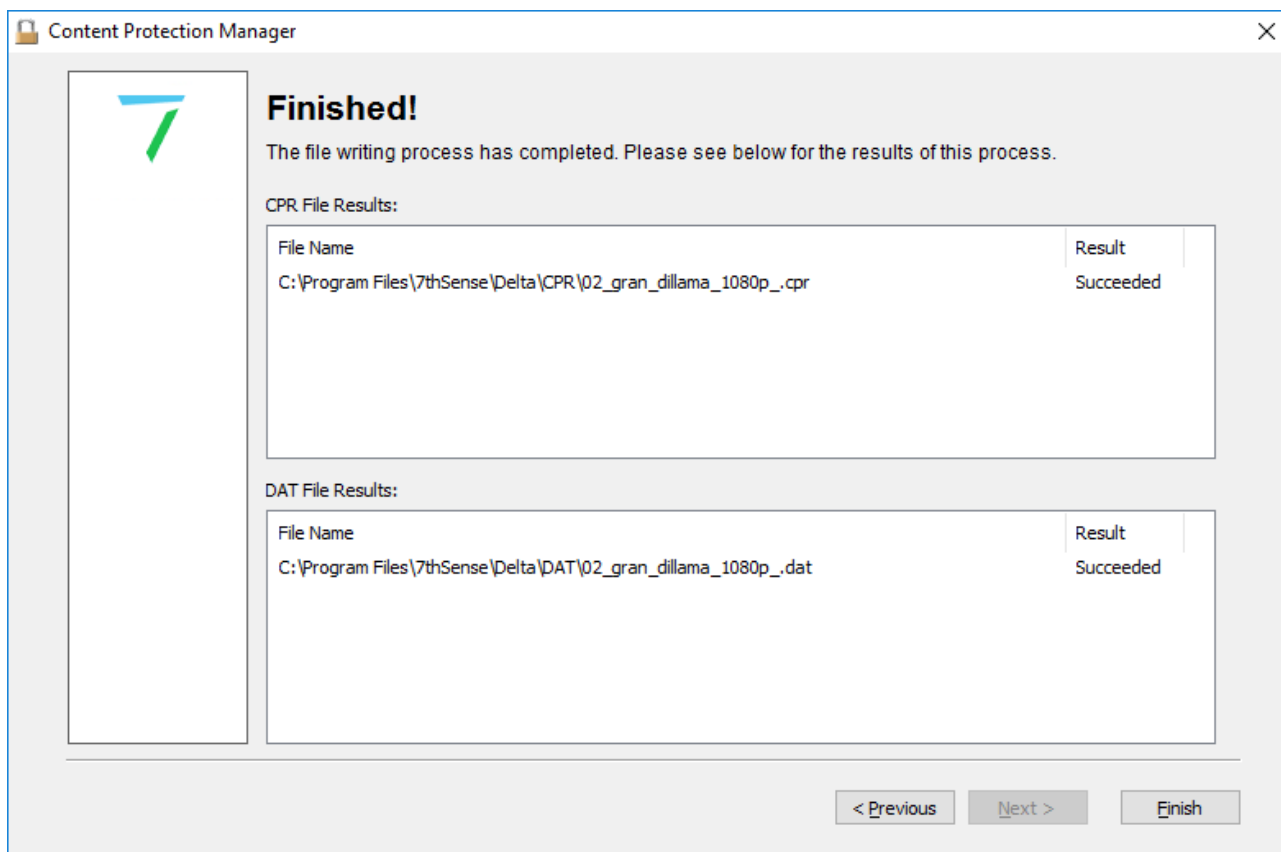 Content Protection Manager
Finished!
The file writing process has completed. Please see below for the results of this process.
CPR File Results:
File Name Result
C:\Program Files\7thSense\Delta\CPR\02_gran_dillama_1080p_.cpr Succeeded
DAT File Results:
File Name Result
C:\Program Files\7thSense\Delta\DAT\02_gran_dillama_1080p_.dat Succeeded
< Previous Next > Finish